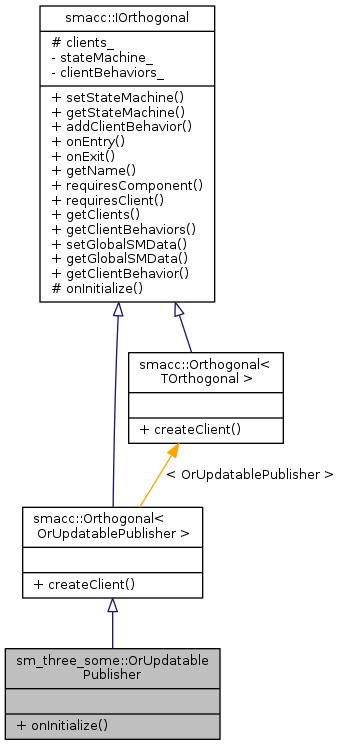 smacc::IOrthogonal
# clients_
- stateMachine_
- clientBehaviors_
+ setStateMachine()
+ getStateMachine()
+ addClientBehavior()
+ onEntry()
+ onExit()
+ getName()
+ requiresComponent()
+ requiresClient()
+ getClients()
+ getClientBehaviors()
+ setGlobalSMData()
+ getGlobalSMData()
+ getClientBehavior()
# onInitialize()
smacc::Orthogonal<
TOrthogonal >
+ createClient()
< OrUpdatablePublisher >
smacc::Orthogonal<
OrUpdatablePublisher >
+ createClient()
sm_three_some::OrUpdatable
Publisher
+ onInitialize()